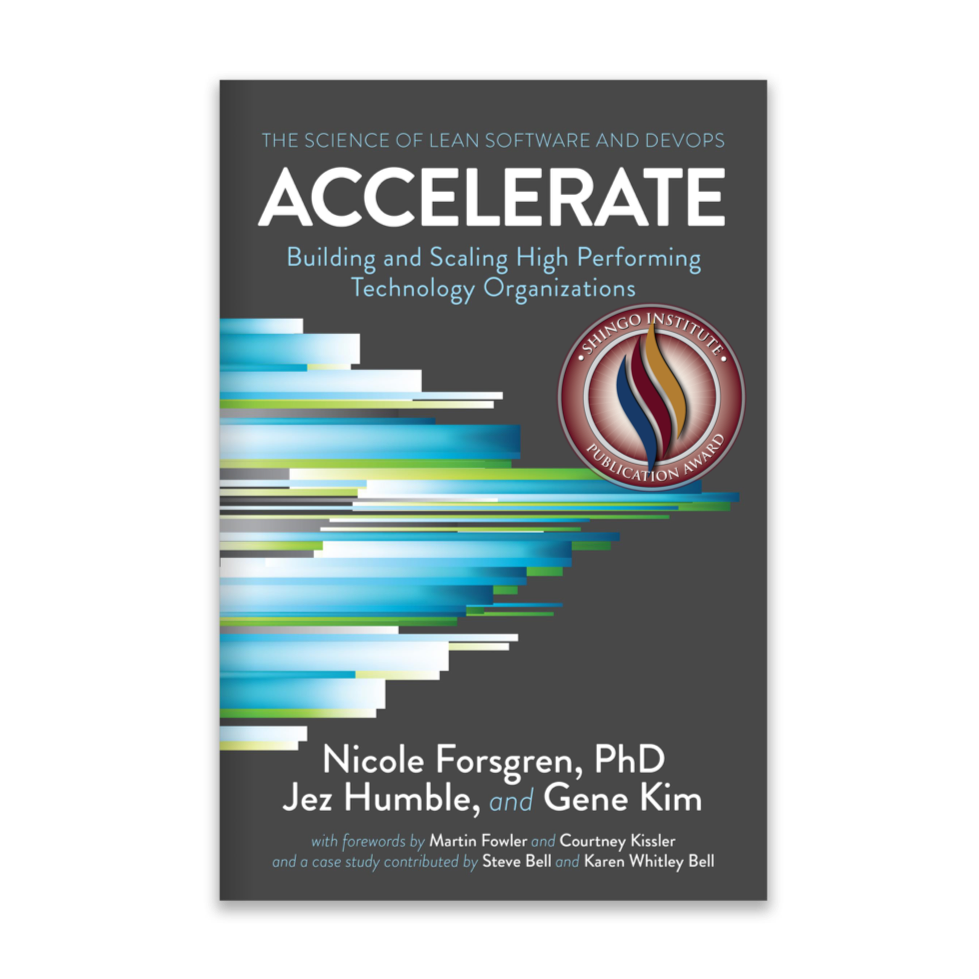 THE SCIENCE OF LEAN SOFTWARE AND DEVOPS
ACCELERATE
Building and Scaling High Performing
Technology Organizations
SHINGO INSTITUTE
PUBLICATION AWARD
Nicole Forsgren, PhD
Jez Humble, and Gene Kim
with forewords by Martin Fowler and Courtney Kissler
and a case study contributed by Steve Bell and Karen Whitley Bell